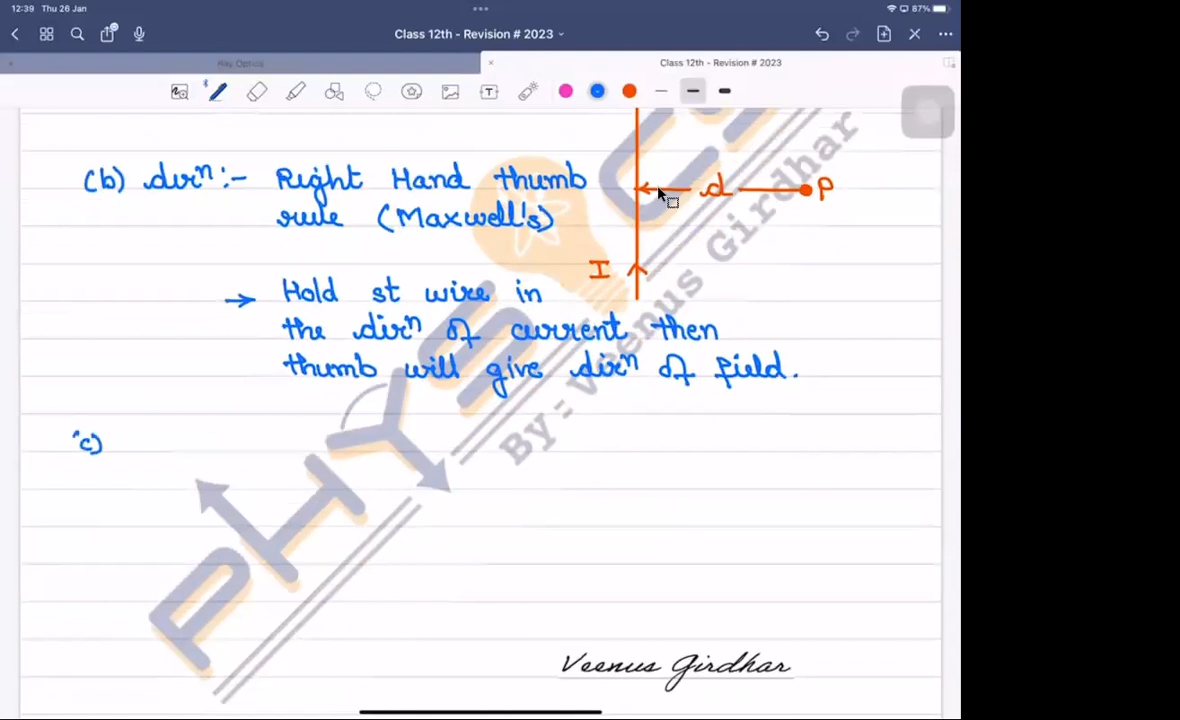 12:39 Thu 26 Jan
87%
Class 12th - Revision # 2023
Ray Optics
Class 12th - Revision # 2023
(b) dirⁿ :- Right Hand thumb
rule (Maxwell's)
d P
I
→ Hold st wire in
the dirⁿ of current then
thumb will give dirⁿ of field.
(c)
PHYSICS
By: Veenus Girdhar
Veenus Girdhar